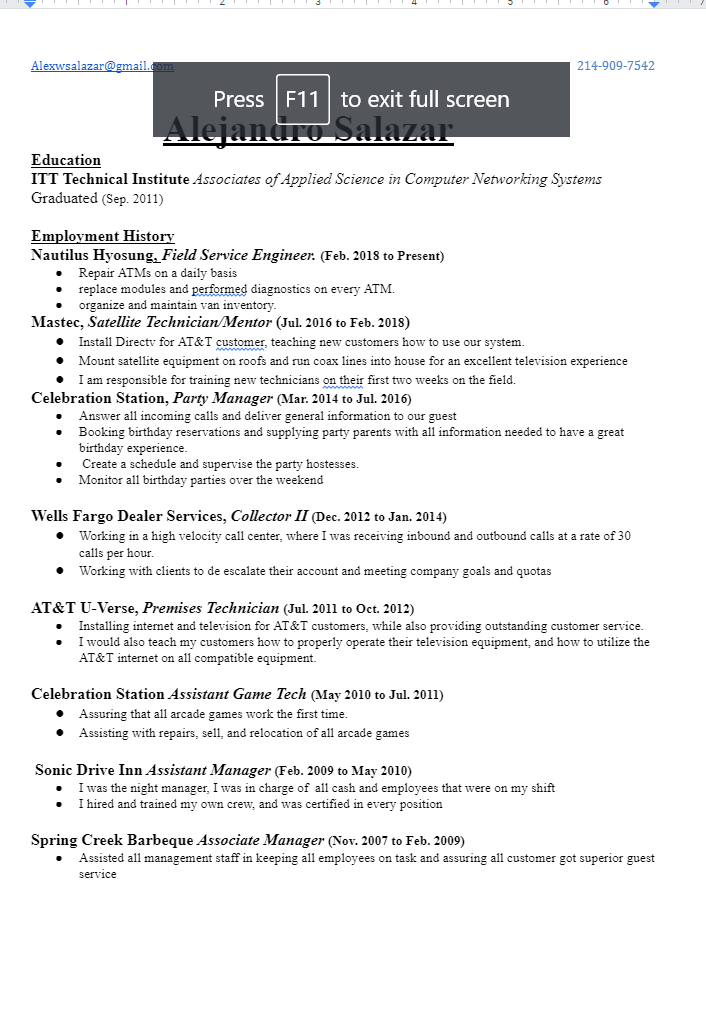 2 3 4 5 6 7
Alexwsalazar@gmail.com 214-909-7542
Press F11 to exit full screen
Alejandro Salazar
Education
ITT Technical Institute Associates of Applied Science in Computer Networking Systems
Graduated (Sep. 2011)
Employment History
Nautilus Hyosung, Field Service Engineer. (Feb. 2018 to Present)
● Repair ATMs on a daily basis
● replace modules and performed diagnostics on every ATM.
● organize and maintain van inventory.
Mastec, Satellite Technician/Mentor (Jul. 2016 to Feb. 2018)
● Install Directv for AT&T customer, teaching new customers how to use our system.
● Mount satellite equipment on roofs and run coax lines into house for an excellent television experience
● I am responsible for training new technicians on their first two weeks on the field.
Celebration Station, Party Manager (Mar. 2014 to Jul. 2016)
● Answer all incoming calls and deliver general information to our guest
● Booking birthday reservations and supplying party parents with all information needed to have a great
birthday experience.
● Create a schedule and supervise the party hostesses.
● Monitor all birthday parties over the weekend
Wells Fargo Dealer Services, Collector II (Dec. 2012 to Jan. 2014)
● Working in a high velocity call center, where I was receiving inbound and outbound calls at a rate of 30
calls per hour.
● Working with clients to de escalate their account and meeting company goals and quotas
AT&T U-Verse, Premises Technician (Jul. 2011 to Oct. 2012)
● Installing internet and television for AT&T customers, while also providing outstanding customer service.
● I would also teach my customers how to properly operate their television equipment, and how to utilize the
AT&T internet on all compatible equipment.
Celebration Station Assistant Game Tech (May 2010 to Jul. 2011)
● Assuring that all arcade games work the first time.
● Assisting with repairs, sell, and relocation of all arcade games
Sonic Drive Inn Assistant Manager (Feb. 2009 to May 2010)
● I was the night manager, I was in charge of all cash and employees that were on my shift
● I hired and trained my own crew, and was certified in every position
Spring Creek Barbeque Associate Manager (Nov. 2007 to Feb. 2009)
● Assisted all management staff in keeping all employees on task and assuring all customer got superior guest
service